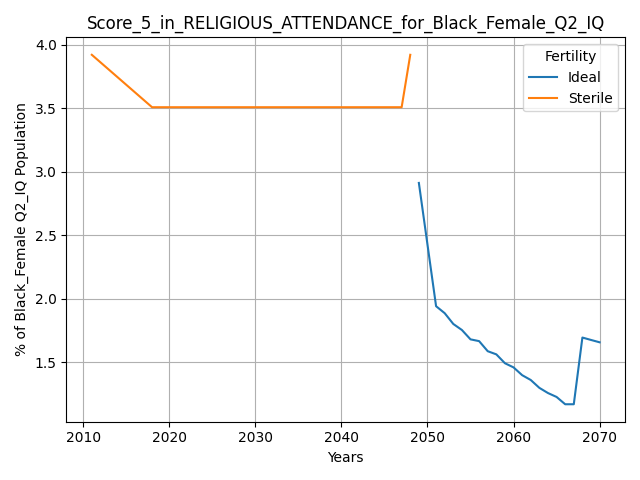 Score_5_in_RELIGIOUS_ATTENDANCE_for_Black_Female_Q2_IQ
4.0
3.5
3.0
2.5
2.0
1.5
% of Black_Female Q2_IQ Population
Fertility
Ideal
Sterile
2010 2020 2030 2040 2050 2060 2070
Years